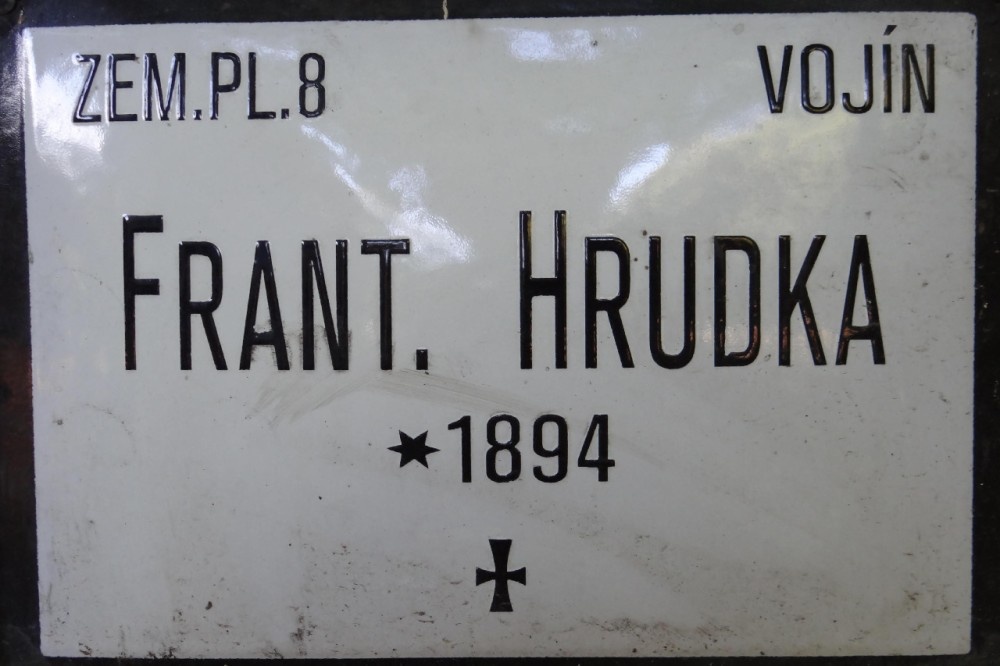 ZEM.PL.8 VOJÍN
FRANT. HRUDKA
*1894
✠